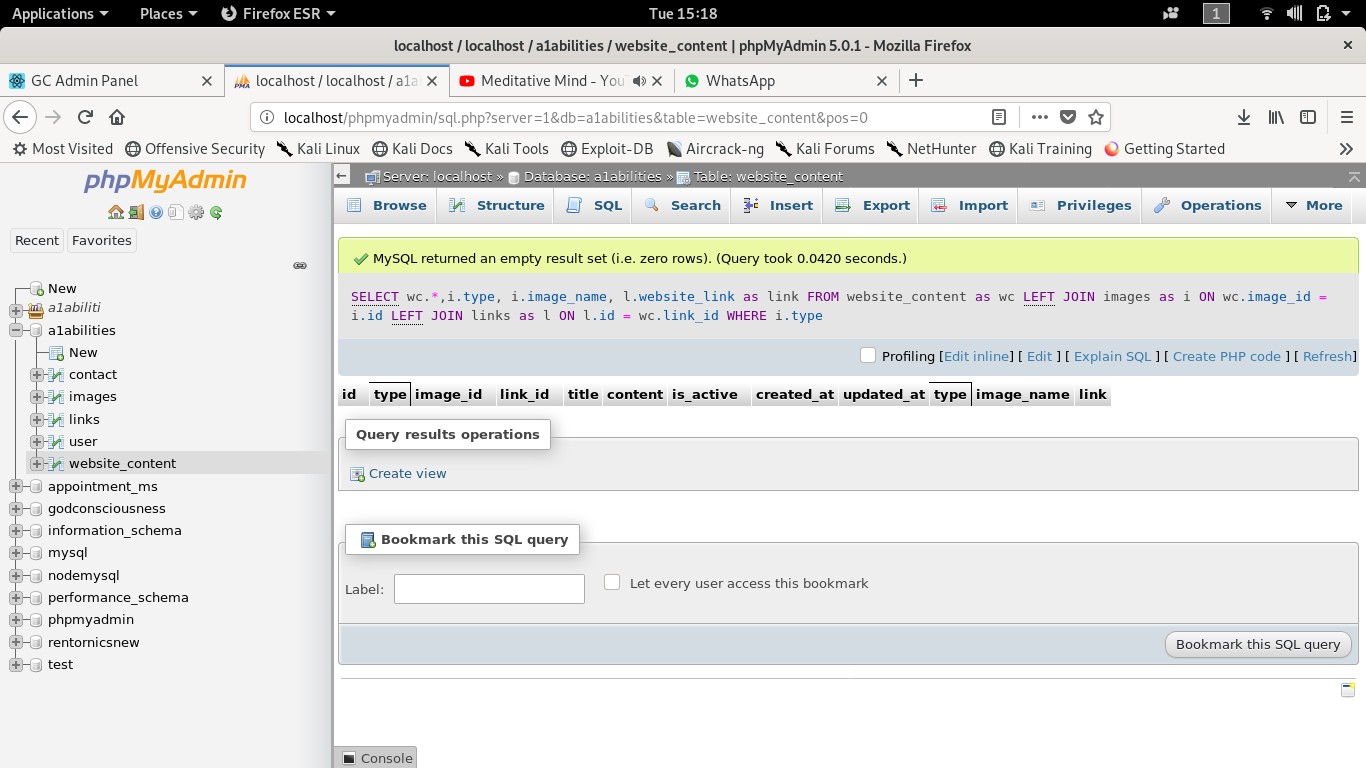 Applications Places Firefox ESR Tue 15:18 1
localhost / localhost / a1abilities / website_content | phpMyAdmin 5.0.1 - Mozilla Firefox
GC Admin Panel localhost / localhost / a1a Meditative Mind - You WhatsApp
localhost/phpmyadmin/sql.php?server=1&db=a1abilities&table=website_content&pos=0
Most Visited Offensive Security Kali Linux Kali Docs Kali Tools Exploit-DB Aircrack-ng Kali Forums NetHunter Kali Training Getting Started
phpMyAdmin
Recent Favorites
New
a1abiliti
a1abilities
New
contact
images
links
user
website_content
appointment_ms
godconsciousness
information_schema
mysql
nodemysql
performance_schema
phpmyadmin
rentornicsnew
test
Server: localhost » Database: a1abilities » Table: website_content
Browse Structure SQL Search Insert Export Import Privileges Operations More
MySQL returned an empty result set (i.e. zero rows). (Query took 0.0420 seconds.)
SELECT wc.*,i.type, i.image_name, l.website_link as link FROM website_content as wc LEFT JOIN images as i ON wc.image_id =
i.id LEFT JOIN links as l ON l.id = wc.link_id WHERE i.type
Profiling [Edit inline] [ Edit ] [ Explain SQL ] [ Create PHP code ] [ Refresh]
id type image_id link_id title content is_active created_at updated_at type image_name link
Query results operations
Create view
Bookmark this SQL query
Label: Let every user access this bookmark
Bookmark this SQL query
Console